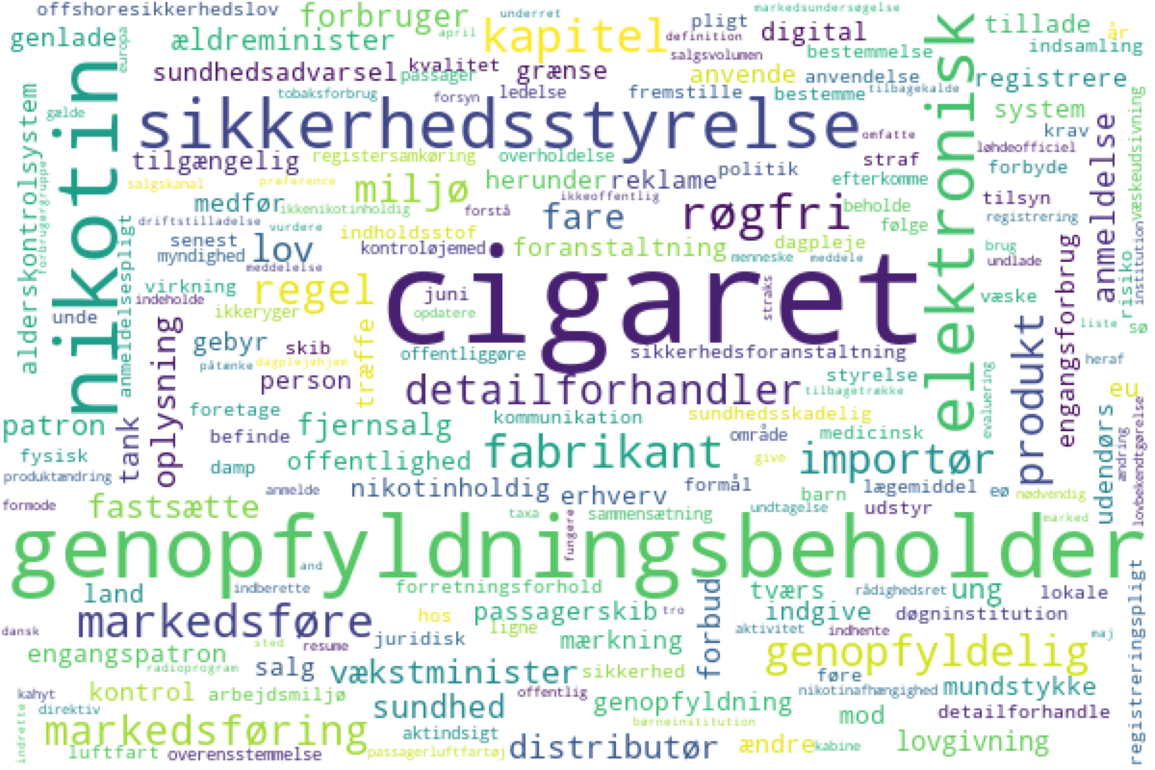 offshoresikkerhedslov
forbruger
underret
kapitel
pligt
definition
markedsundersøgelse
digital
tillade
år
genlade
europa
ældreminister
april
salgsvolumen
bestemmelse
indsamling
sundhedsadvarsel
kvalitet
passager
grænse
anvende
anvendelse
registrere
alderskontrolsystem
gælde
nikotin
tobaksforbrug
forsyn
ledelse
fremstille
bestemme
tilbagekalde
elektronisk
system
væskeudsivning
sikkerhedsstyrelse
omfatte
krav
anmeldelse
løhdeofficiel
tilgængelig
registersamkøring
overholdelse
politik
straf
forbyde
forbrugergruppe
salgskanal
præference
miljø
herunder
reklame
ikkeoffentlig
efterkomme
tilsyn
medfør
ikkenikotinholdig
forstå
fare
røgfri
beholde
registrering
driftstilladelse
vurdere
indholdsstof
følge
anmeldelsespligt
senest
myndighed
lov
kontroløjemed
foranstaltning
dagpleje
brug
engangsforbrug
meddelelse
menneske
meddele
undlade
risiko
institution
virkning
indeholde
regel
cigaret
juni
straks
væske
unde
ikkeryger
opdatere
liste
sø
oplysning
gebyr
skib
træffe
offentliggøre
sikkerhedsforanstaltning
produkt
heraf
påtænke
dagplejehjem
person
detailforhandler
styrelse
tilbagetrække
evaluering
eu
patron
foretage
fjernsalg
kommunikation
sundhedsskadelig
lovbekendtgørelse
tank
befinde
område
medicinsk
udendørs
ændring
fysisk
damp
offentlighed
fabrikant
give
importør
produktændring
anmelde
nikotinholdig
erhverv
formål
barn
lægemiddel
eø
nødvendig
formode
fastsætte
taxa
fungere
sammensætning
undtagelse
udstyr
marked
genopfyldningsbeholder
and
land
indberette
forretningsforhold
forbud
tværs
rådighedsret
ung
lokale
registreringspligt
markedsføre
hos
passagerskib
tro
indgive
døgninstitution
dansk
sted
resume
juridisk
ligne
mærkning
aktivitet
indhente
maj
engangspatron
radioprogram
salg
vækstminister
sikkerhed
genopfyldelig
føre
kahyt
kontrol
arbejdsmiljø
offentlig
nikotinafhængighed
mundstykke
direktiv
sundhed
genopfyldning
mod
detailforhandle
indrette
markedsføring
aktindsigt
børneinstitution
luftfart
overensstemmelse
passagerluftfartøj
distributør
ændre
kabine
lovgivning